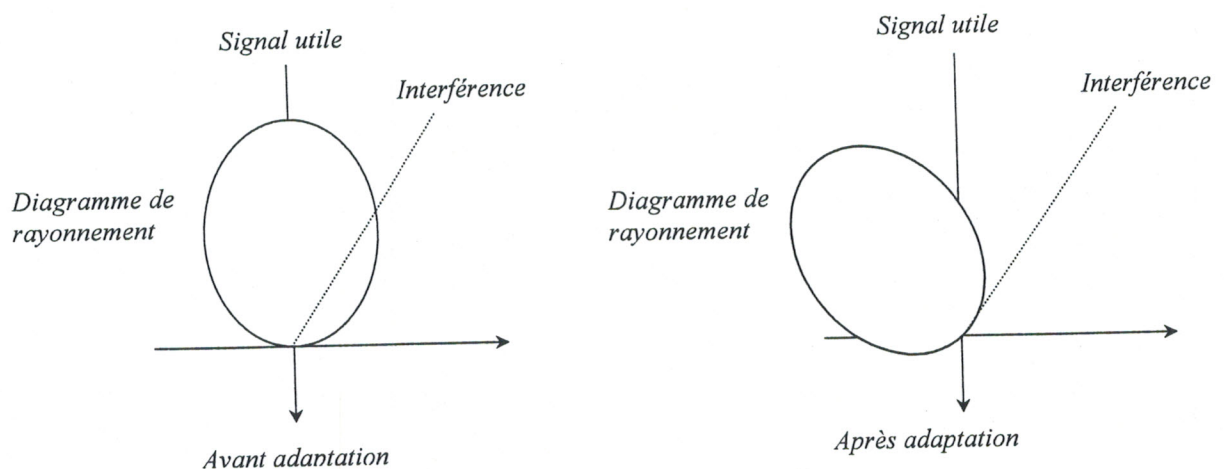 Signal utile
Interférence
Diagramme de
rayonnement
Avant adaptation
Signal utile
Interférence
Diagramme de
rayonnement
Après adaptation